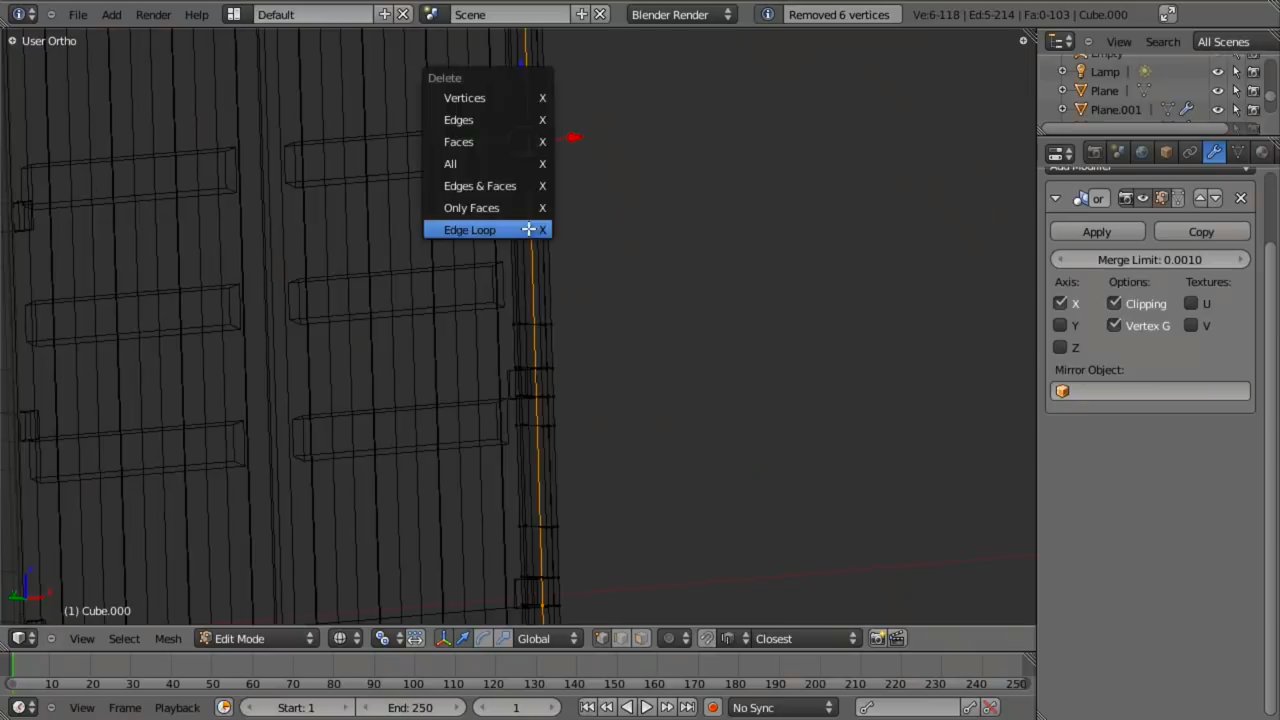 File Add Render Help Default Scene Blender Render Removed 6 vertices Ve:6-118 | Ed:5-214 | Fa:0-103 | Cube.000
User Ortho
View Search All Scenes
Lamp
Plane
Plane.001
Delete
Vertices X
Edges X
Faces X
All X
Edges & Faces X
Only Faces X
Edge Loop X
Add Modifier
or
Apply Copy
Merge Limit: 0.0010
Axis: Options: Textures:
X Clipping U
Y Vertex G V
Z
Mirror Object:
(1) Cube.000
View Select Mesh Edit Mode Global Closest
10 20 30 40 50 60 70 80 90 100 110 120 130 140 150 160 170 180 190 200 210 220 230 240 250
View Frame Playback Start: 1 End: 250 1 No Sync